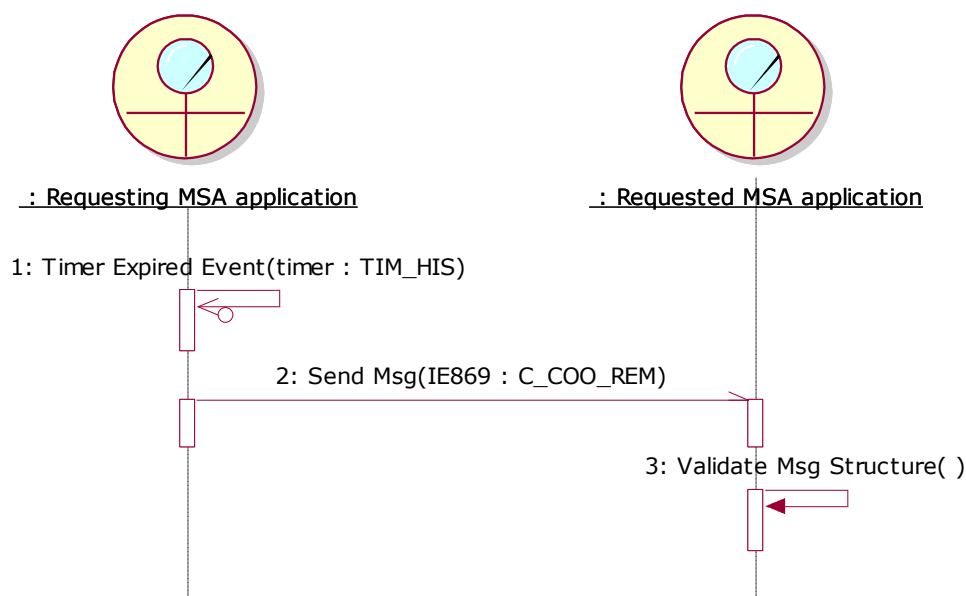 : Requesting MSA application
: Requested MSA application
1: Timer Expired Event(timer : TIM_HIS)
2: Send Msg(IE869 : C_COO_REM)
3: Validate Msg Structure( )